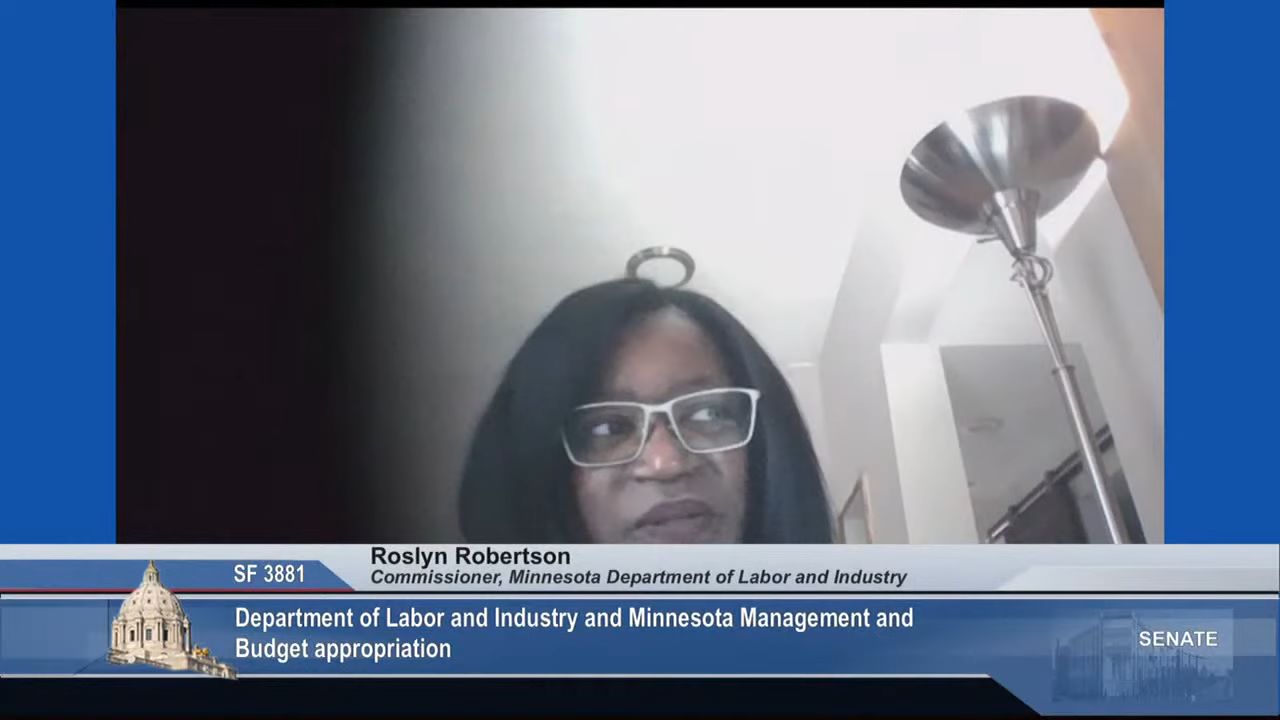 Roslyn Robertson
SF 3881
Commissioner, Minnesota Department of Labor and Industry
Department of Labor and Industry and Minnesota Management and
Budget appropriation
SENATE